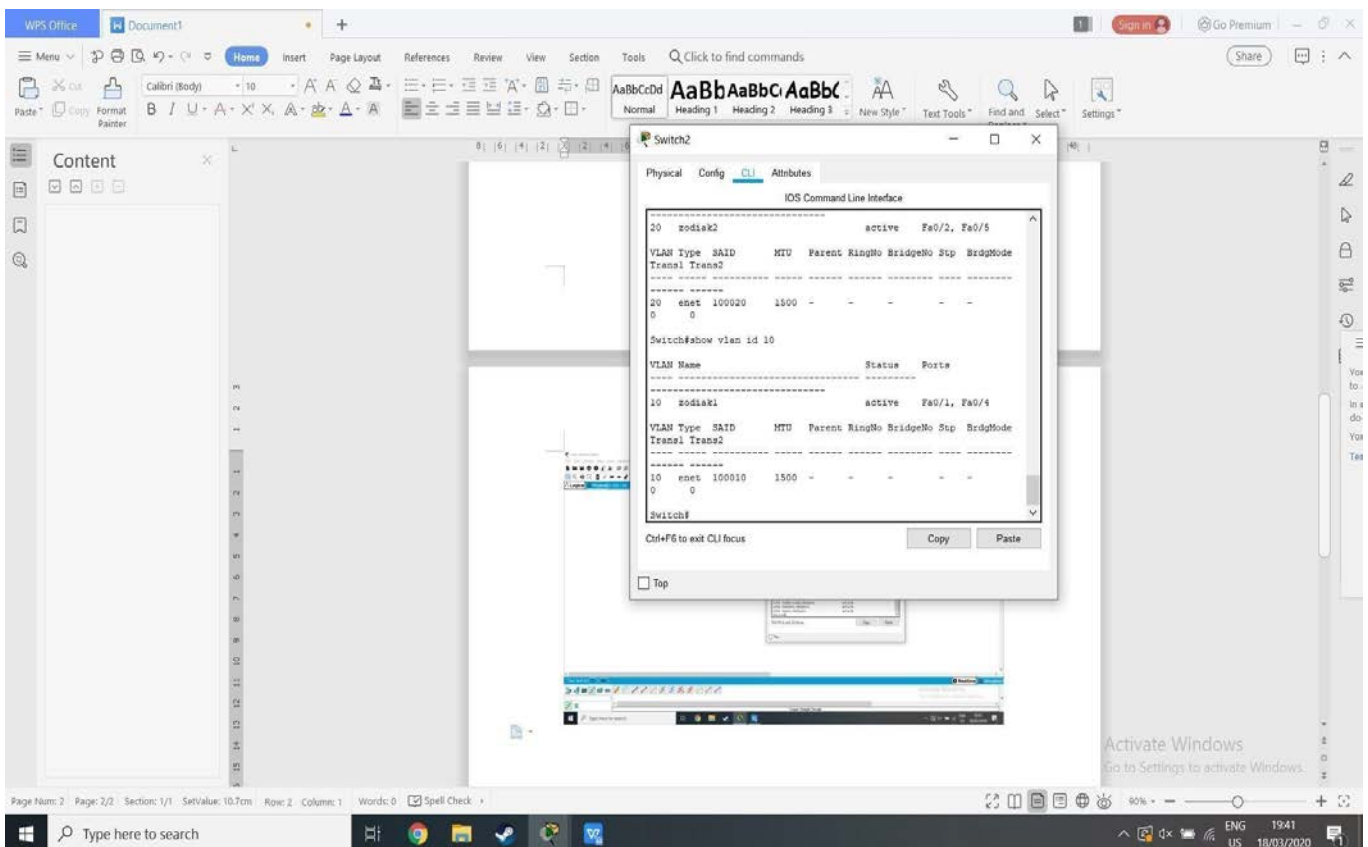 WPS Office
Document1
Sign in
Go Premium
Menu
Home
Insert
Page Layout
References
Review
View
Section
Tools
Click to find commands
Share
Paste
Cut
Copy
Format Painter
Calibri (Body)
10
AaBbCcDd
Normal
AaBb
Heading 1
AaBbC
Heading 2
AaBbC
Heading 3
New Style
Text Tools
Find and
Select
Settings
Content
Switch2
Physical Config CLI Attributes
IOS Command Line Interface
--------------------------------
20 zodiak2 active Fa0/2, Fa0/5
VLAN Type SAID MTU Parent RingNo BridgeNo Stp BrdgMode
Trans1 Trans2
---- ----- ---------- ----- ------ ------ -------- ---- --------
------ ------
20 enet 100020 1500 - - - - -
0 0
Switch#show vlan id 10
VLAN Name Status Ports
---- -------------------------------- ---------
--------------------------------
10 zodiak1 active Fa0/1, Fa0/4
VLAN Type SAID MTU Parent RingNo BridgeNo Stp BrdgMode
Trans1 Trans2
---- ----- ---------- ----- ------ ------ -------- ---- --------
------ ------
10 enet 100010 1500 - - - - -
0 0
Switch#
Ctrl+F6 to exit CLI focus
Copy
Paste
Top
Activate Windows
Go to Settings to activate Windows.
Page Num: 2 Page: 2/2 Section: 1/1 SetValue: 10.7cm Row: 2 Column: 1 Words: 0 Spell Check
90%
Type here to search
ENG
US
19:41
18/03/2020